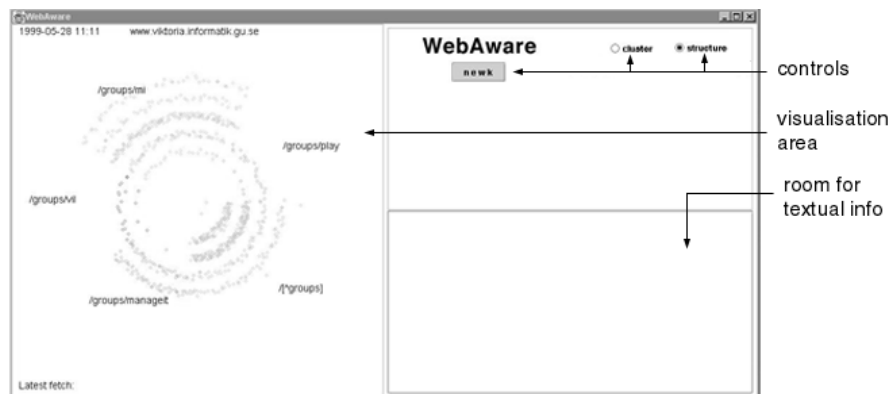 WebAware
1999-05-28 11:11 www.viktoria.informatik.gu.se
/groups/mi
/groups/play
/groups/vil
/groups/manageit
/[^groups]
Latest fetch:
WebAware
cluster structure
newk
controls
visualisation
area
room for
textual info